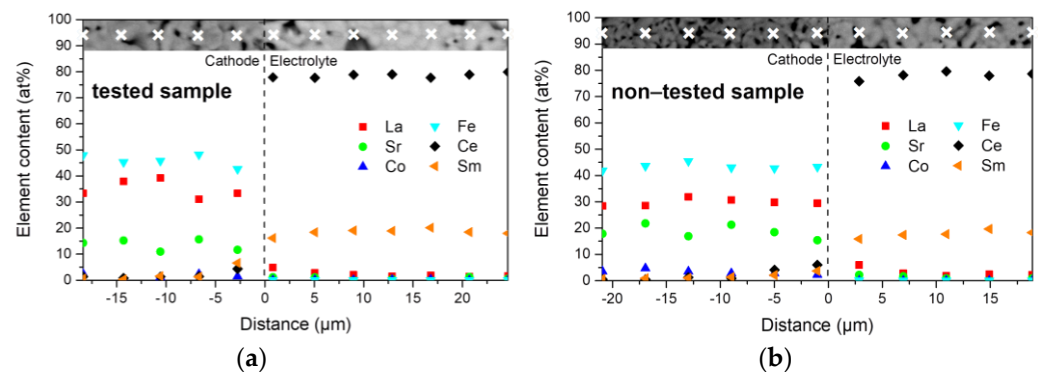 100
90
80
70
60
50
40
30
20
10
0
Element content (at%)
Cathode Electrolyte
tested sample
La Fe
Sr Ce
Co Sm
-15 -10 -5 0 5 10 15 20
Distance (μm)
(a)
100
90
80
70
60
50
40
30
20
10
0
Element content (at%)
Cathode Electrolyte
non–tested sample
La Fe
Sr Ce
Co Sm
-20 -15 -10 -5 0 5 10 15
Distance (μm)
(b)